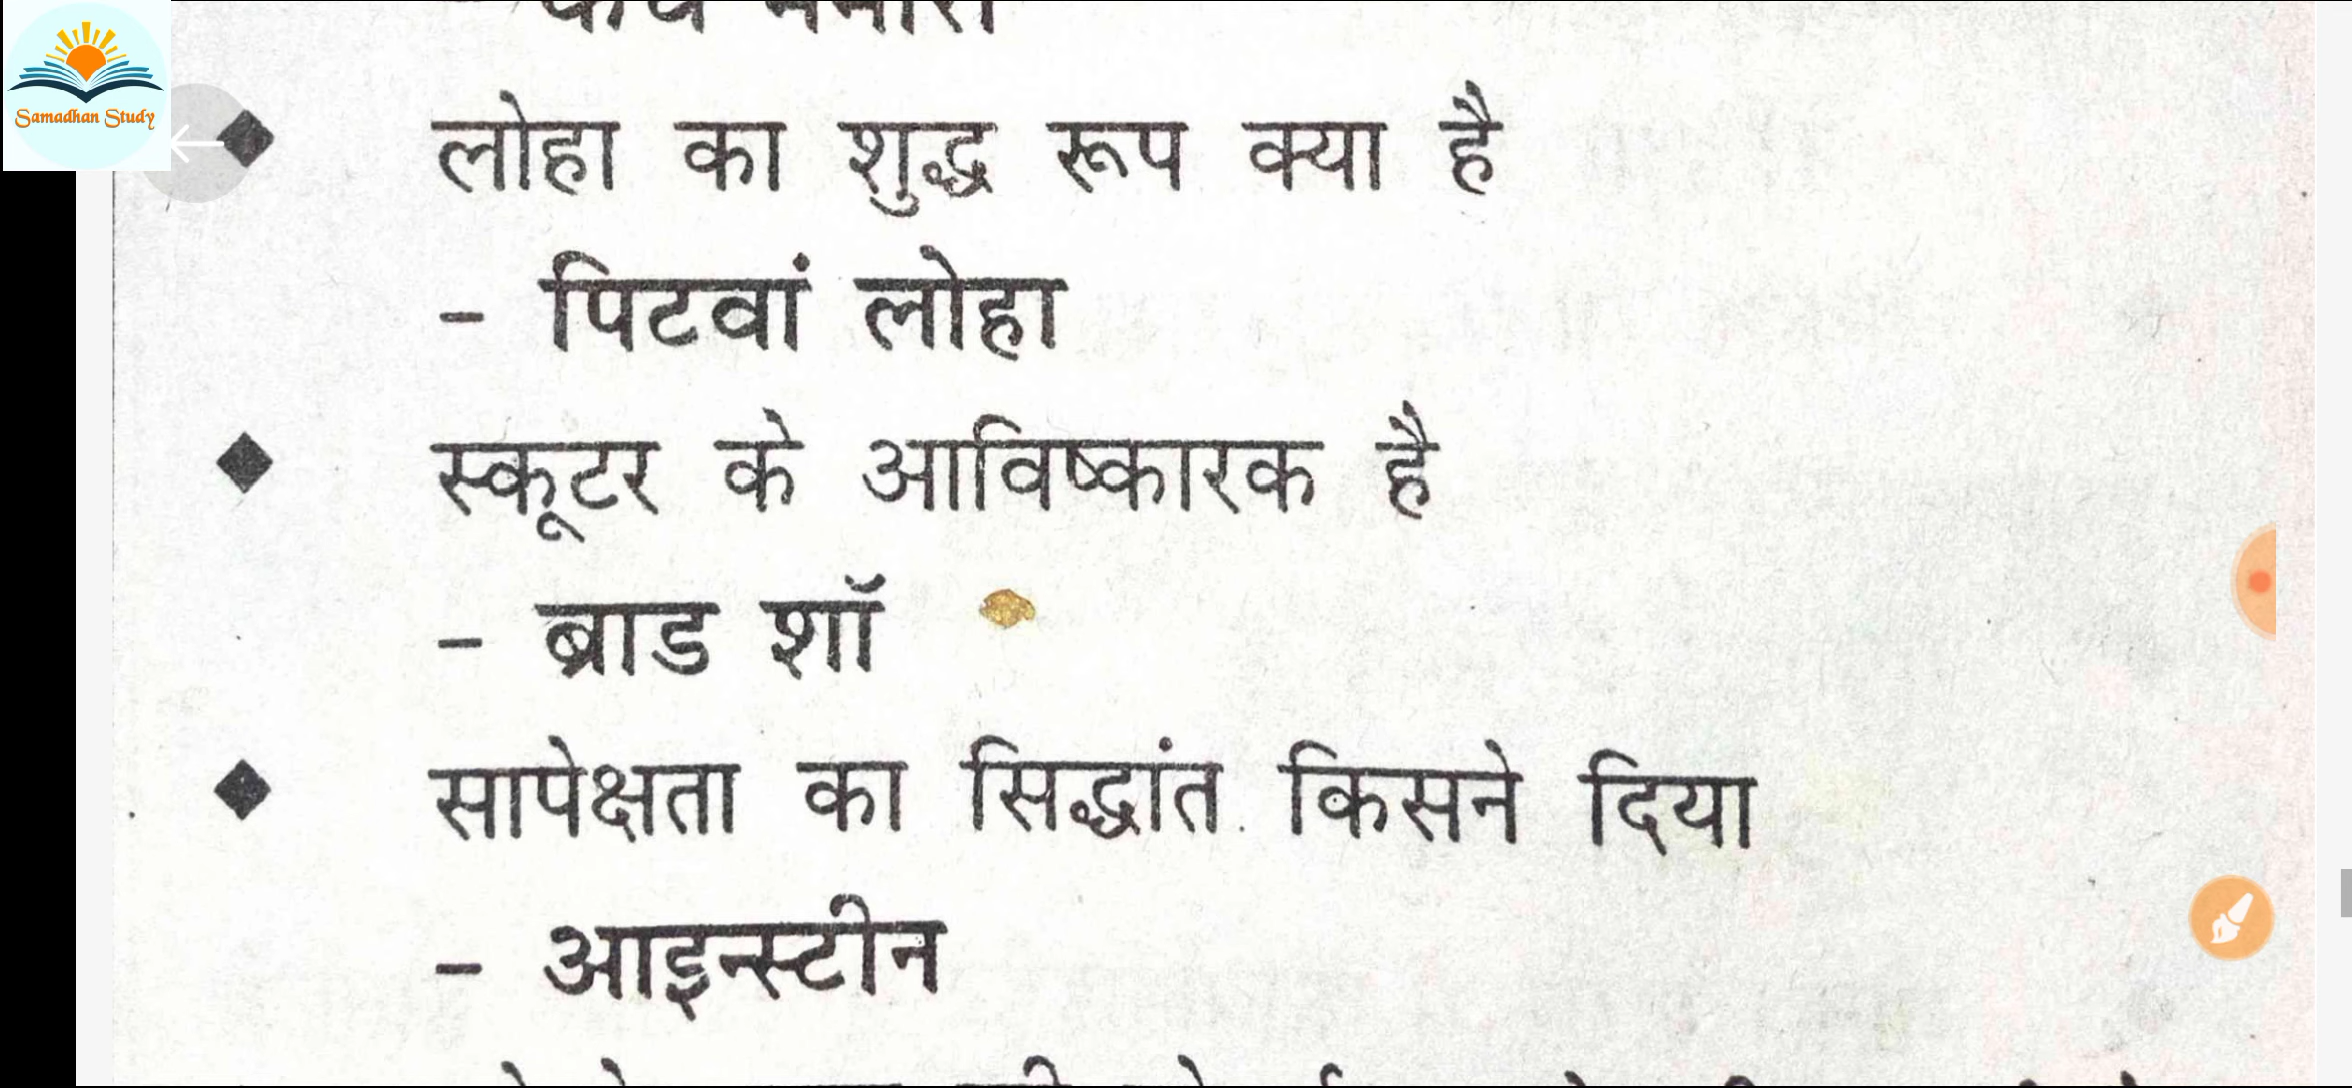 Samadhan Study
लोहा का शुद्ध रूप क्या है
- पिटवां लोहा
स्कूटर के आविष्कारक है
- ब्राड शॉ
सापेक्षता का सिद्धांत किसने दिया
- आइन्स्टीन